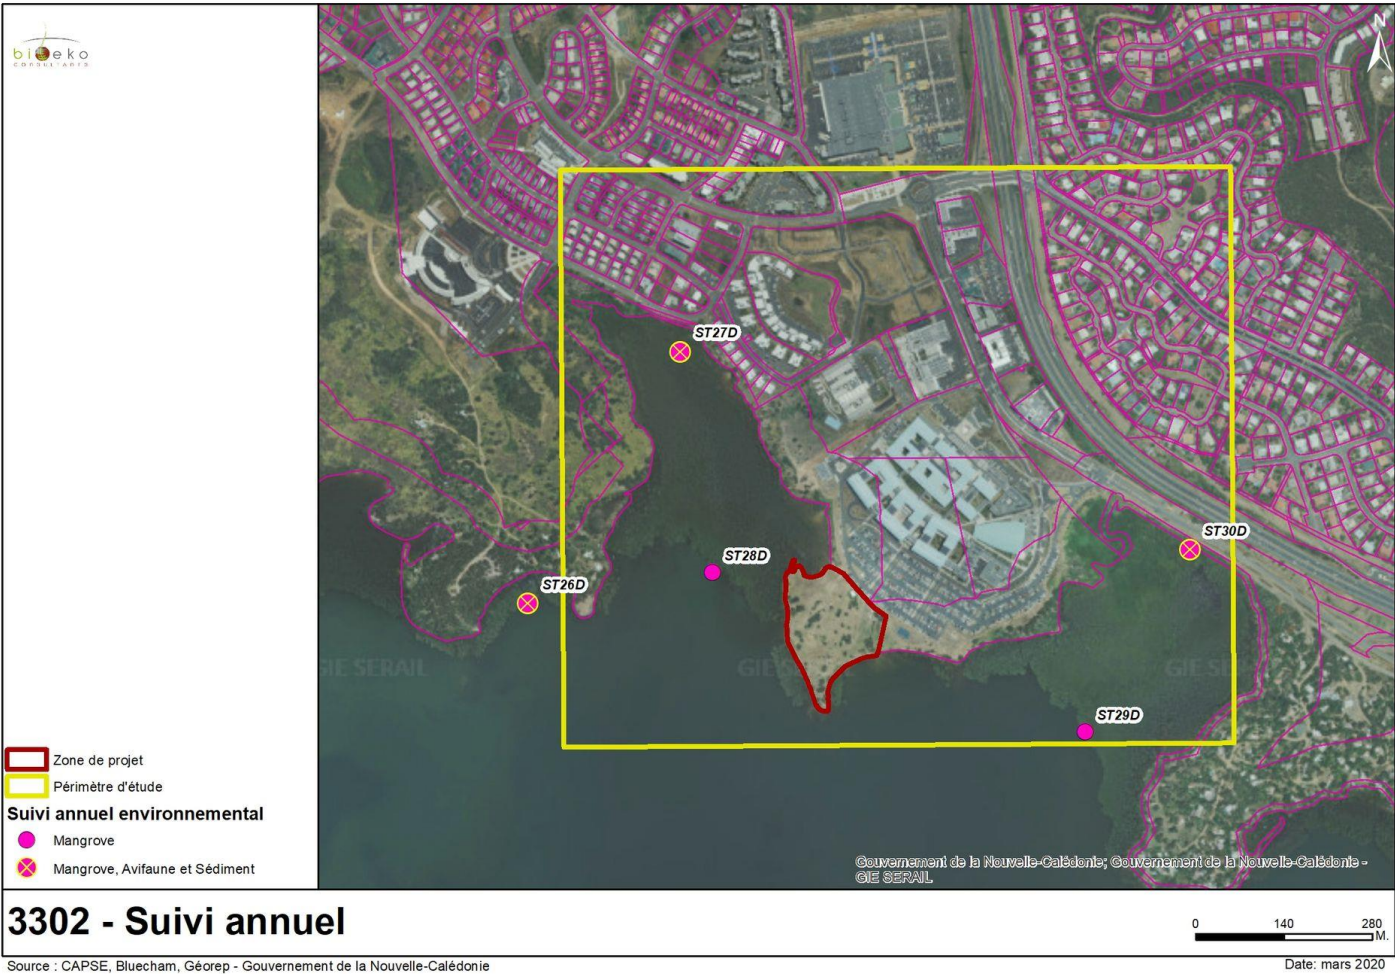 bioeko
CONSULTANTS
N
ST27D
ST30D
ST28D
ST26D
GIE SERAIL
GIE SE
ST29D
Zone de projet
Périmètre d'étude
Suivi annuel environnemental
Mangrove
Mangrove, Avifaune et Sédiment
Gouvernement de la Nouvelle-Calédonie; Gouvernement de la Nouvelle-Calédonie -
GIE SERAIL
3302 - Suivi annuel
0 140 280
M.
Source : CAPSE, Bluecham, Géorep - Gouvernement de la Nouvelle-Calédonie
Date: mars 2020